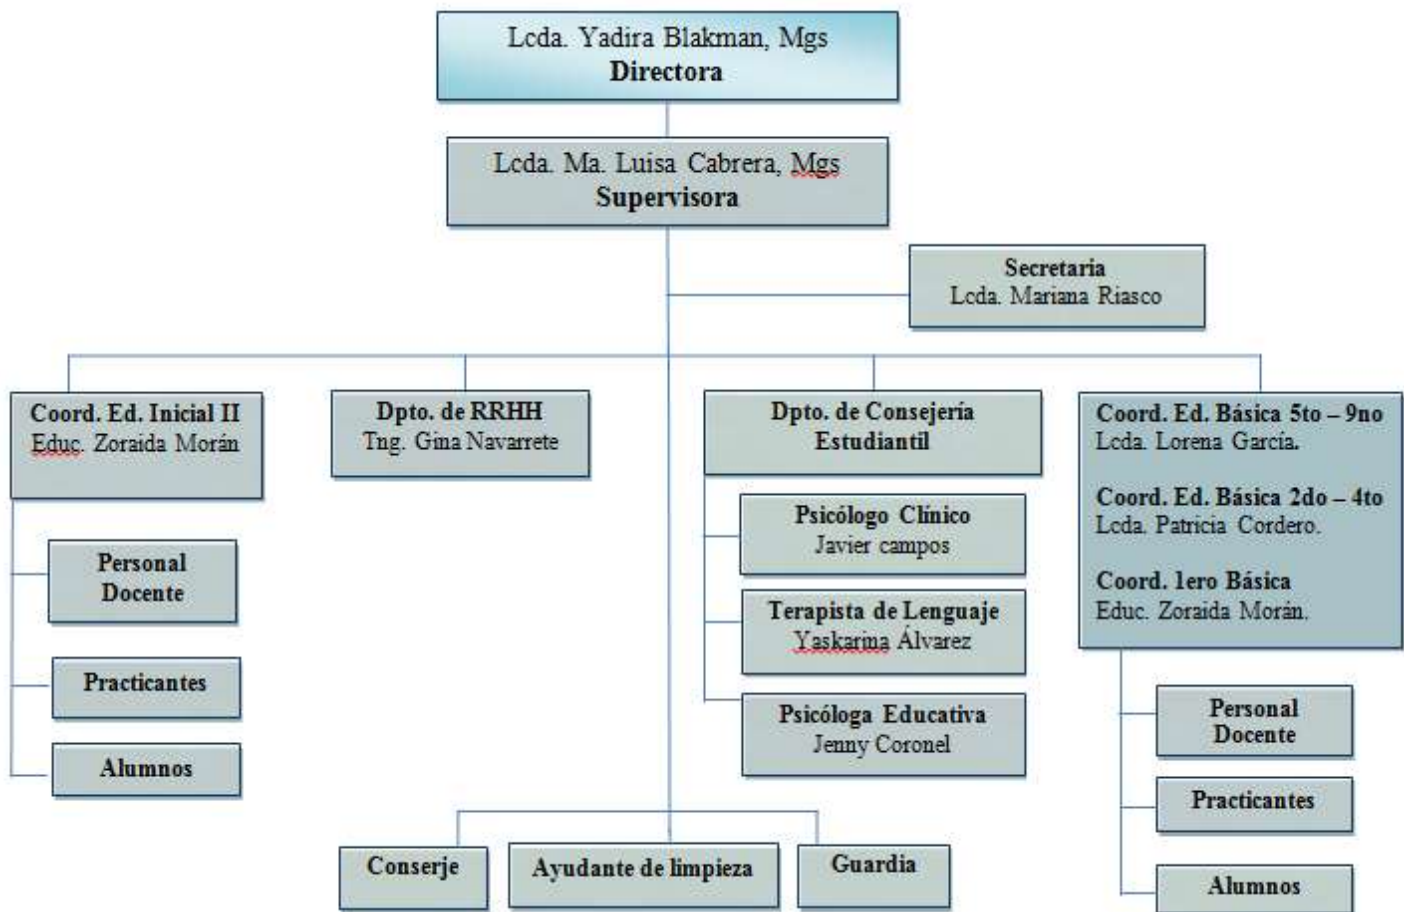 Lcda. Yadira Blakman, Mgs
Directora
Lcda. Ma. Luisa Cabrera, Mgs
Supervisora
Secretaria
Lcda. Mariana Riasco
Coord. Ed. Inicial II
Educ. Zoraida Morán
Dpto. de RRHH
Tng. Gina Navarrete
Dpto. de Consejería
Estudiantil
Coord. Ed. Básica 5to – 9no
Lcda. Lorena García.
Coord. Ed. Básica 2do – 4to
Lcda. Patricia Cordero.
Coord. 1ero Básica
Educ. Zoraida Morán.
Personal
Docente
Practicantes
Alumnos
Psicólogo Clínico
Javier campos
Terapista de Lenguaje
Yaskarina Álvarez
Psicóloga Educativa
Jenny Coronel
Personal
Docente
Practicantes
Alumnos
Conserje
Ayudante de limpieza
Guardia